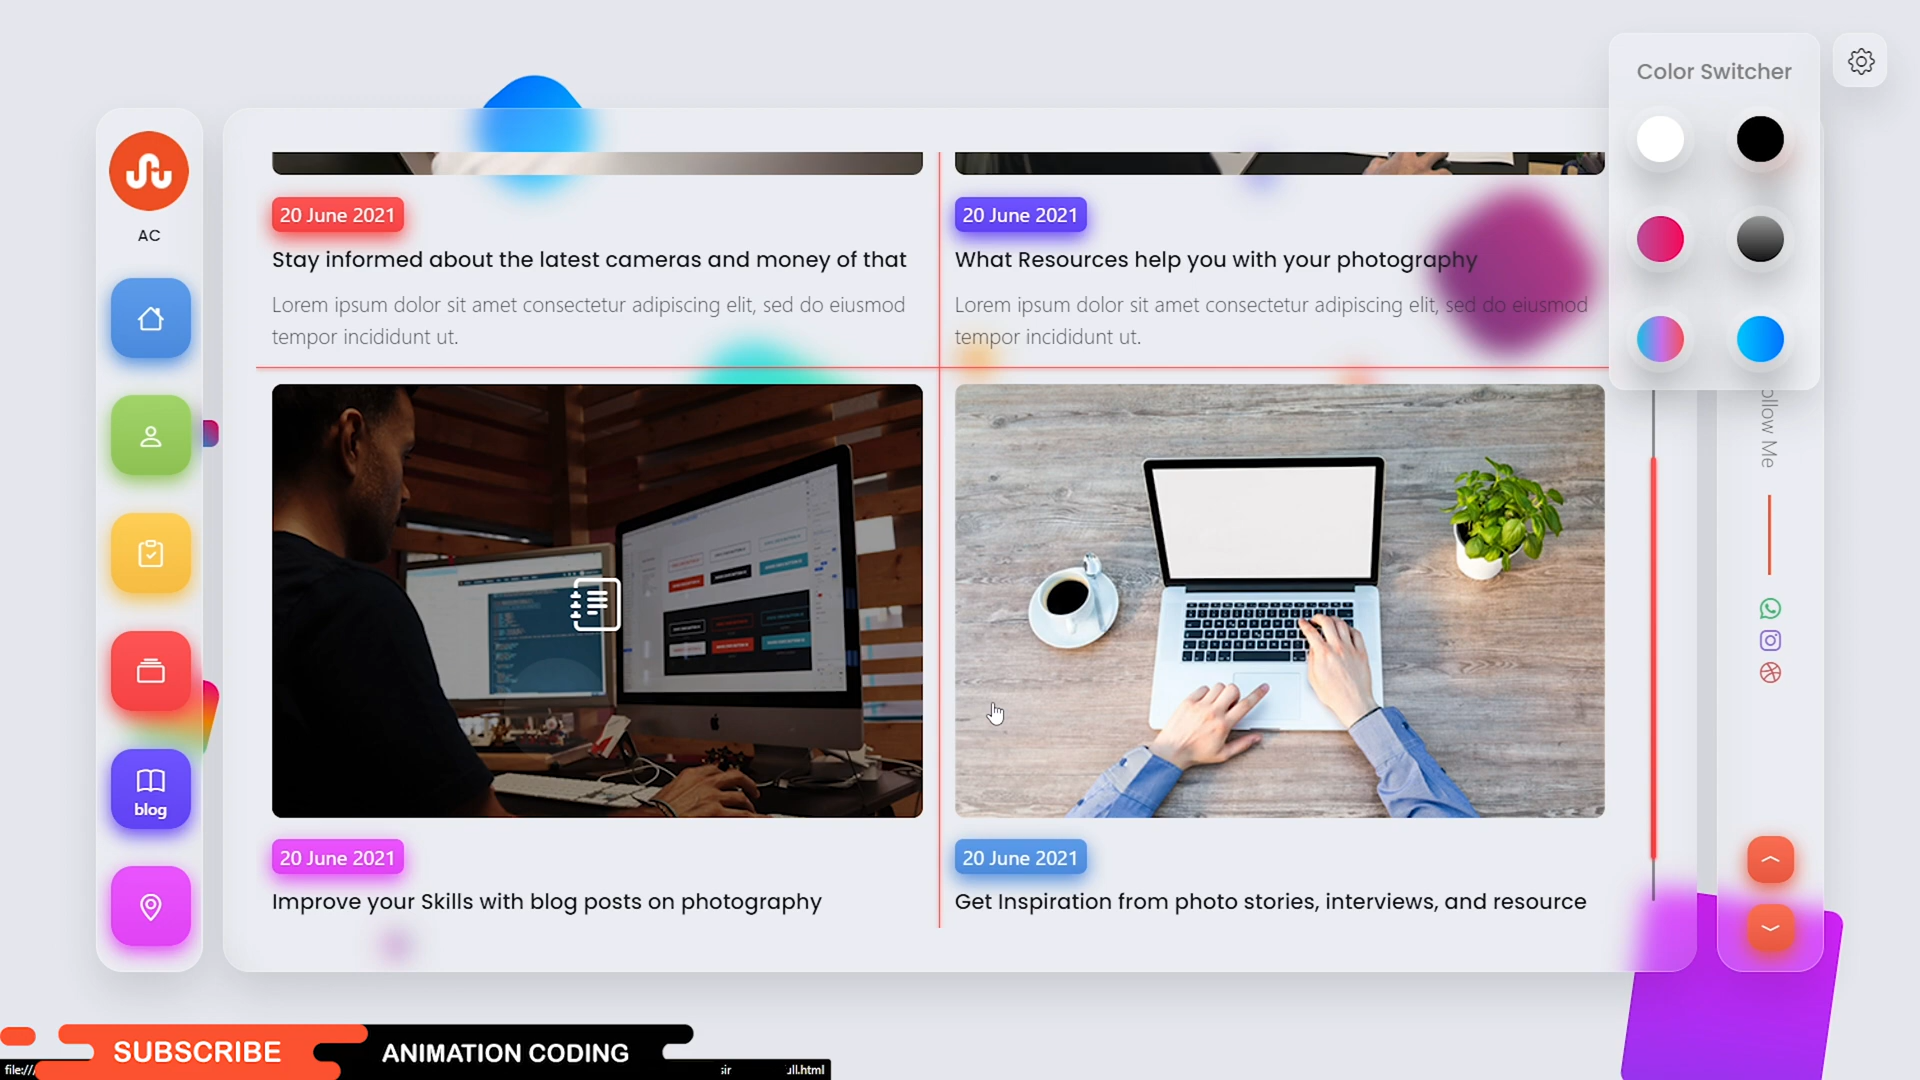 Color Switcher
AC
20 June 2021
Stay informed about the latest cameras and money of that
Lorem ipsum dolor sit amet consectetur adipiscing elit, sed do eiusmod
tempor incididunt ut.
20 June 2021
What Resources help you with your photography
Lorem ipsum dolor sit amet consectetur adipiscing elit, sed do eiusmod
tempor incididunt ut.
ollow Me
blog
20 June 2021
Improve your Skills with blog posts on photography
20 June 2021
Get Inspiration from photo stories, interviews, and resource
SUBSCRIBE
ANIMATION CODING
file:///
ull.html